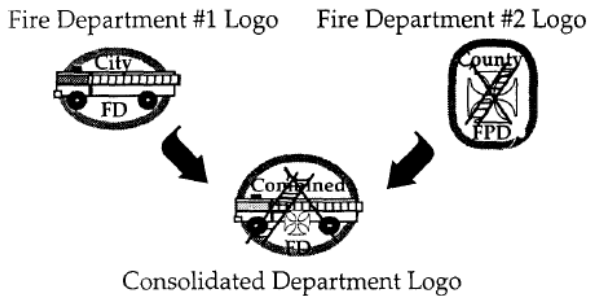 Fire Department #1 Logo
Fire Department #2 Logo
City
FD
County
FPD
Combined
FD
Consolidated Department Logo